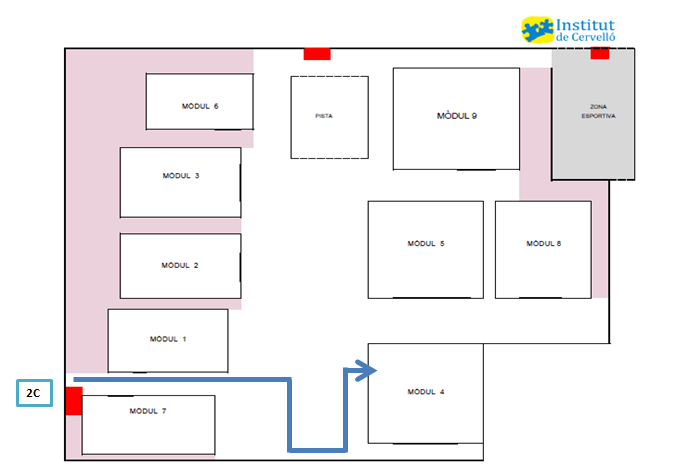 Institut
de Cervelló
MÒDUL 6
PISTA
MÒDUL 9
ZONA
ESPORTIVA
MÒDUL 3
MÒDUL 5
MÒDUL 8
MÒDUL 2
MÒDUL 1
2C
MÒDUL 7
MÒDUL 4